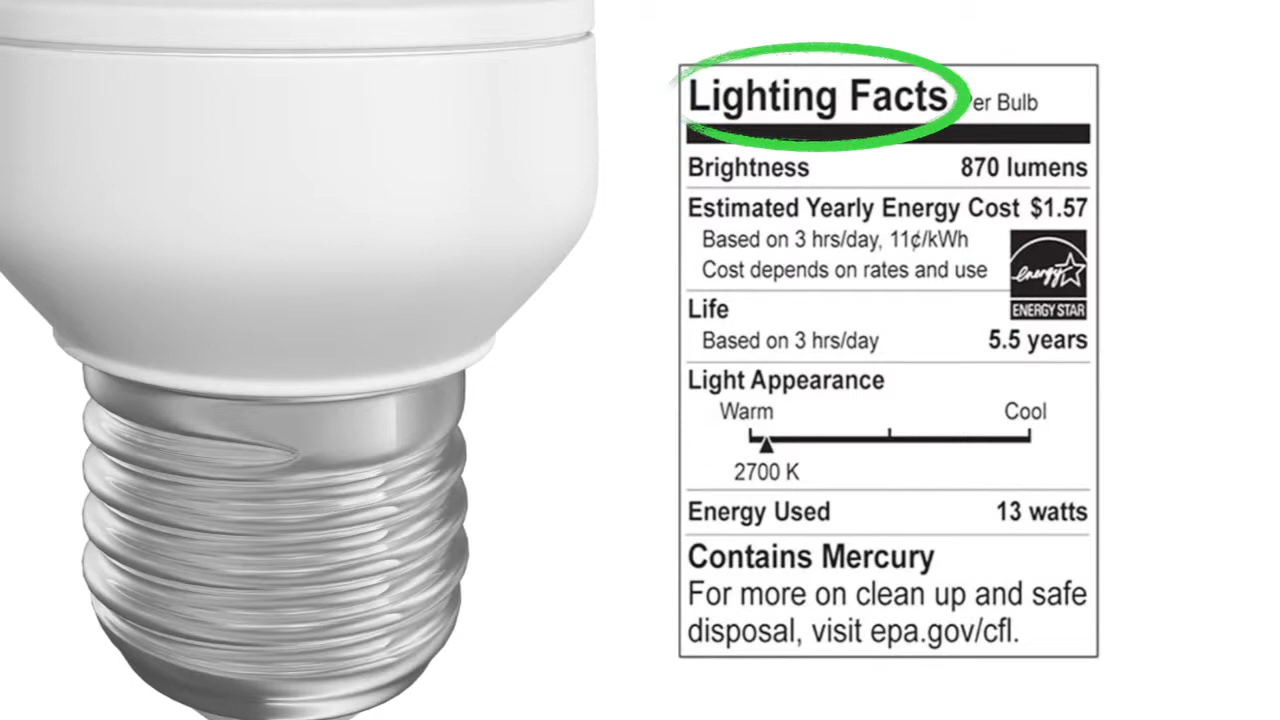 Lighting Facts Per Bulb
Brightness 870 lumens
Estimated Yearly Energy Cost $1.57
Based on 3 hrs/day, 11¢/kWh
Cost depends on rates and use
energy
ENERGY STAR
Life
Based on 3 hrs/day 5.5 years
Light Appearance
Warm Cool
2700 K
Energy Used 13 watts
Contains Mercury
For more on clean up and safe
disposal, visit epa.gov/cfl.